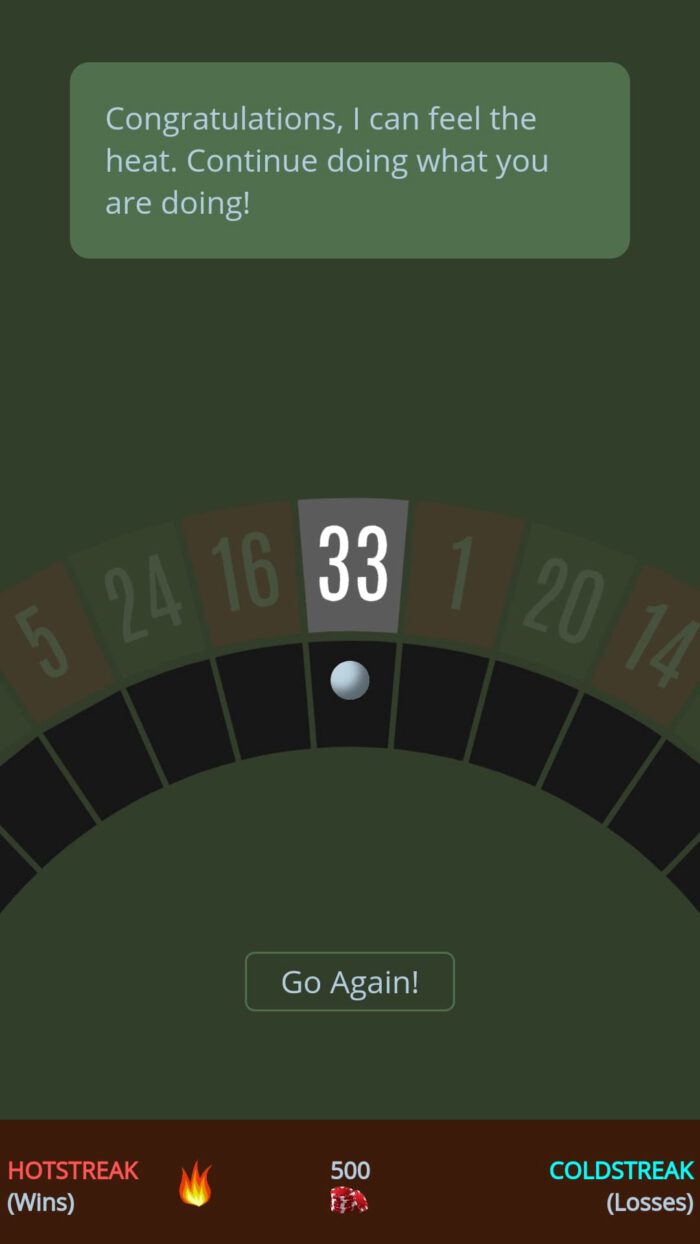 Congratulations, I can feel the
heat. Continue doing what you
are doing!
5 24 16 33 1 20 14
Go Again!
HOTSTREAK 500 COLDSTREAK
(Wins) (Losses)